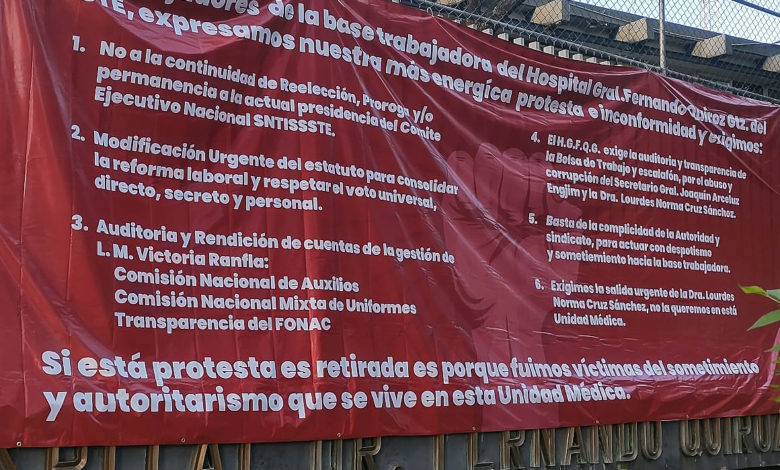 de la base trabajadora del Hospital Gral. Fernando Quiroz Gtz. del
expresamos nuestra más energíca protesta e inconformidad y exigimos:
1. No a la continuidad de Reelección, Proroga y/o
permanencia a la actual presidencia del Comite
Ejecutivo Nacional SNTISSSTE.
2. Modificación Urgente del estatuto para consolidar
la reforma laboral y respetar el voto universal,
directo, secreto y personal.
3. Auditoria y Rendición de cuentas de la gestión de
L.M. Victoria Ranfla:
Comisión Nacional de Auxilios
Comisión Nacional Mixta de Uniformes
Transparencia del FONAC
4. El H.G.F.Q.G. exige la auditoria y transparencia de
la Bolsa de Trabajo y escalafón, por el abuso y
corrupción del Secretario Gral. Joaquin Arceluz
Engjim y la Dra. Lourdes Norma Cruz Sánchez.
5. Basta de la complicidad de la Autoridad y
sindicato, para actuar con despotismo
y sometiemiento hacia la base trabajadora.
6. Exigimos la salida urgente de la Dra. Lourdes
Norma Cruz Sánchez, no la queremos en está
Unidad Médica.
Si está protesta es retirada es porque fuimos víctimas del sometimiento
y autoritarismo que se vive en esta Unidad Médica.
DR. FERNANDO